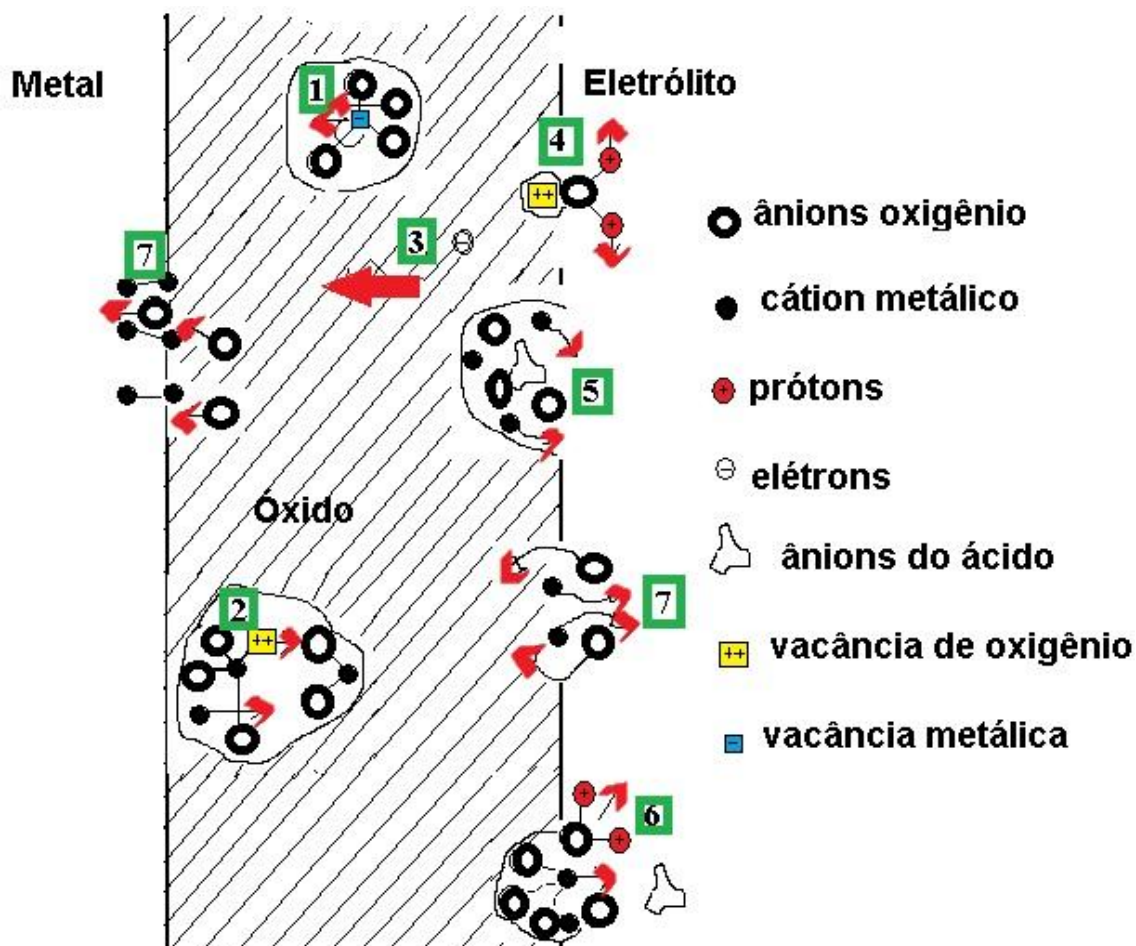 Metal
Eletrólito
1
4
3
7
5
Óxido
2
7
6
ânions oxigênio
cátion metálico
prótons
elétrons
ânions do ácido
vacância de oxigênio
vacância metálica
++
++
-
+
+
+
+
+
++
-